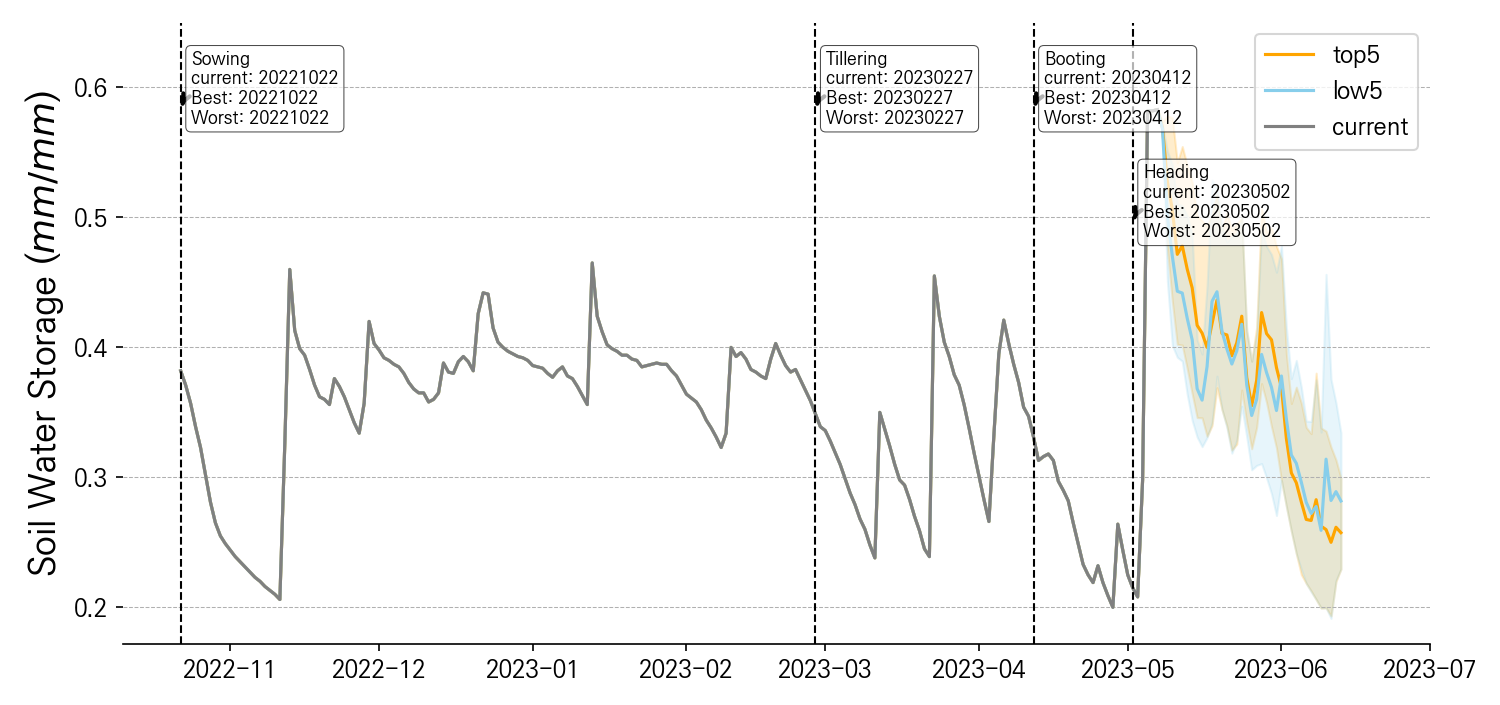 Sowing
current: 20221022
Best: 20221022
Worst: 20221022
Tillering
current: 20230227
Best: 20230227
Worst: 20230227
Booting
current: 20230412
Best: 20230412
Worst: 20230412
Heading
current: 20230502
Best: 20230502
Worst: 20230502
top5
low5
current
Soil Water Storage (mm/mm)
0.6
0.5
0.4
0.3
0.2
2022-11
2022-12
2023-01
2023-02
2023-03
2023-04
2023-05
2023-06
2023-07